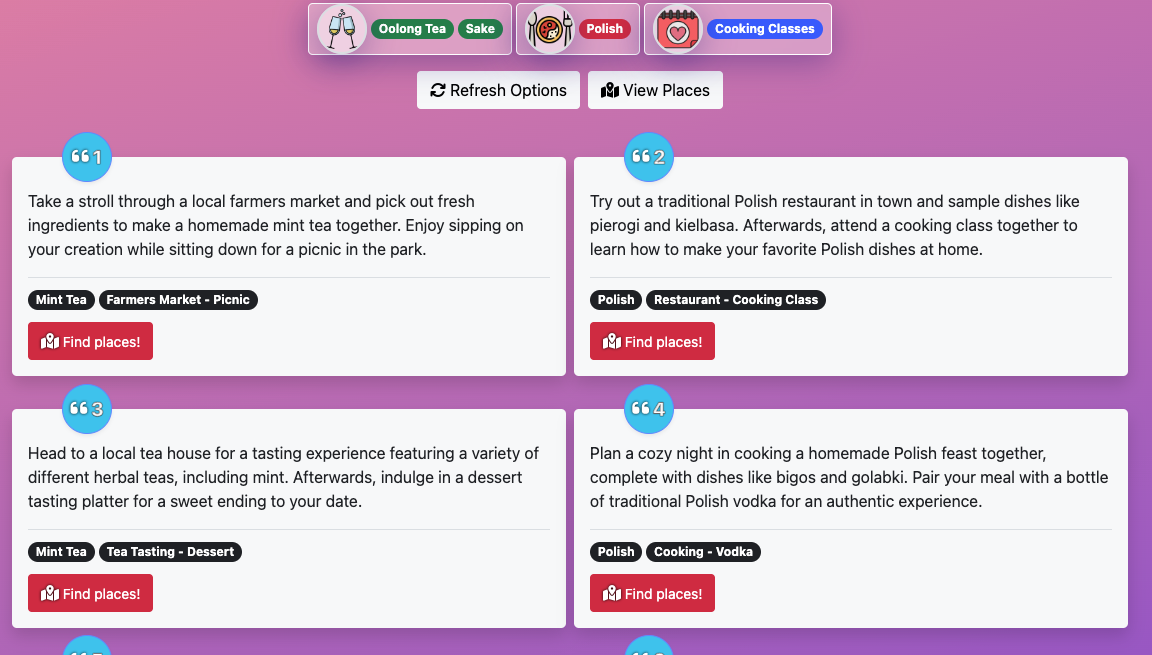 Oolong Tea Sake Polish Cooking Classes
Refresh Options View Places
1
Take a stroll through a local farmers market and pick out fresh
ingredients to make a homemade mint tea together. Enjoy sipping on
your creation while sitting down for a picnic in the park.
Mint Tea Farmers Market - Picnic
Find places!
2
Try out a traditional Polish restaurant in town and sample dishes like
pierogi and kielbasa. Afterwards, attend a cooking class together to
learn how to make your favorite Polish dishes at home.
Polish Restaurant - Cooking Class
Find places!
3
Head to a local tea house for a tasting experience featuring a variety of
different herbal teas, including mint. Afterwards, indulge in a dessert
tasting platter for a sweet ending to your date.
Mint Tea Tea Tasting - Dessert
Find places!
4
Plan a cozy night in cooking a homemade Polish feast together,
complete with dishes like bigos and golabki. Pair your meal with a bottle
of traditional Polish vodka for an authentic experience.
Polish Cooking - Vodka
Find places!